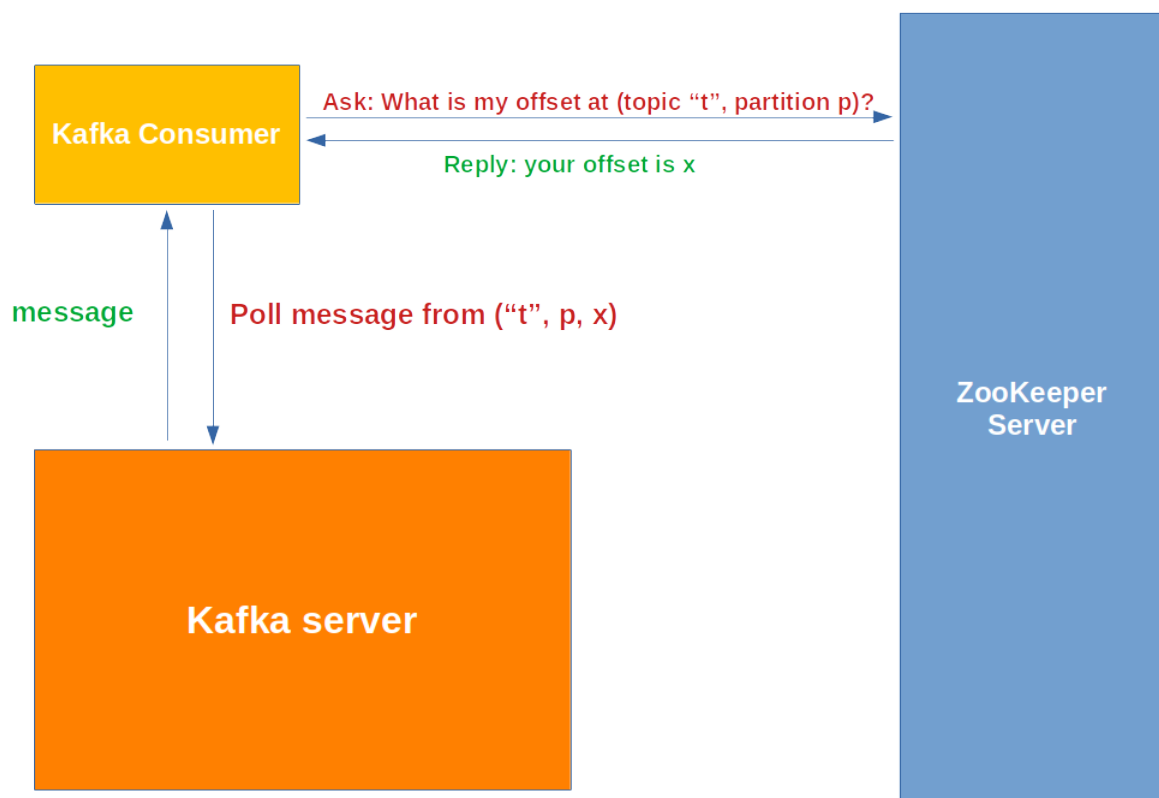 Ask: What is my offset at (topic “t”, partition p)?
Kafka Consumer
Reply: your offset is x
message
Poll message from (“t”, p, x)
ZooKeeper
Server
Kafka server